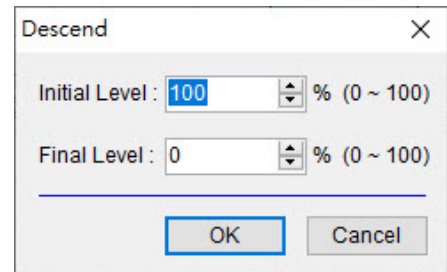 Descend
Initial Level : 100 % (0 ~ 100)
Final Level : 0 % (0 ~ 100)
OK Cancel